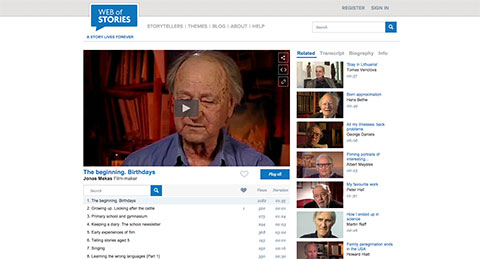 WEB of
STORIES
A STORY LIVES FOREVER
REGISTER SIGN IN
STORYTELLERS | THEMES | BLOG | ABOUT | HELP
Search
Related Transcript Biography Info
'Stay in Lithuania'
Tomas Venclova
Born approximation
Hans Bethe
All my illnesses: back
problems
George Daniels
Filming portraits of
interesting...
Albert Maysles
My favourite work
Peter Hall
How I ended up in
science
Martin Raff
Family peregrination ends
in the USA
Howard
The beginning. Birthdays
Jonas Mekas Film-maker
Play all
Search
Views Duration
1. The beginning. Birthdays
2. Growing up. Looking after the cattle
3. Primary school and gymnasium
4. Keeping a diary. The school newsletter
5. Early experiences of film
6. Telling stories aged 5
7. Singing
8. Learning the wrong languages (Part 1)